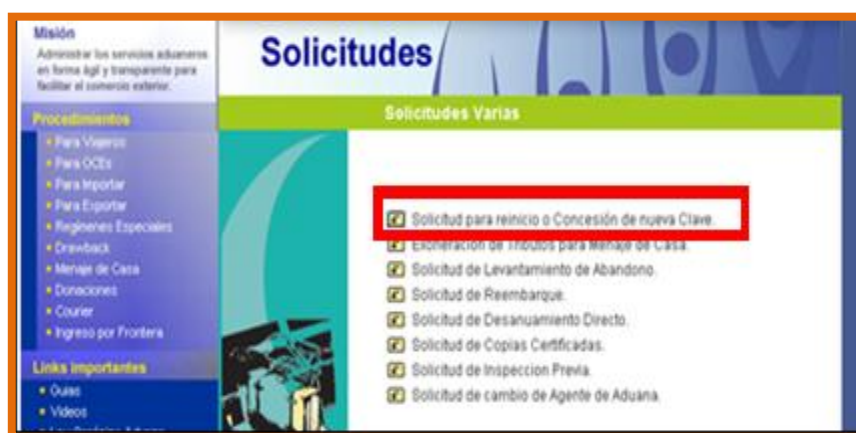 Misión
Administrar los servicios aduaneros
en forma ágil y transparente para
facilitar el comercio exterior.
Procedimientos
Para Viajeros
Para OCEs
Para Importar
Para Exportar
Regímenes Especiales
Drawback
Menaje de Casa
Donaciones
Courier
Ingreso por Frontera
Links Importantes
Guias
Videos
Solicitudes
Solicitudes Varias
Solicitud para reinicio o Concesión de nueva Clave.
Exoneración de Tributos para Menaje de Casa.
Solicitud de Levantamiento de Abandono.
Solicitud de Reembarque.
Solicitud de Desanuamiento Directo.
Solicitud de Copias Certificadas.
Solicitud de Inspeccion Previa.
Solicitud de cambio de Agente de Aduana.